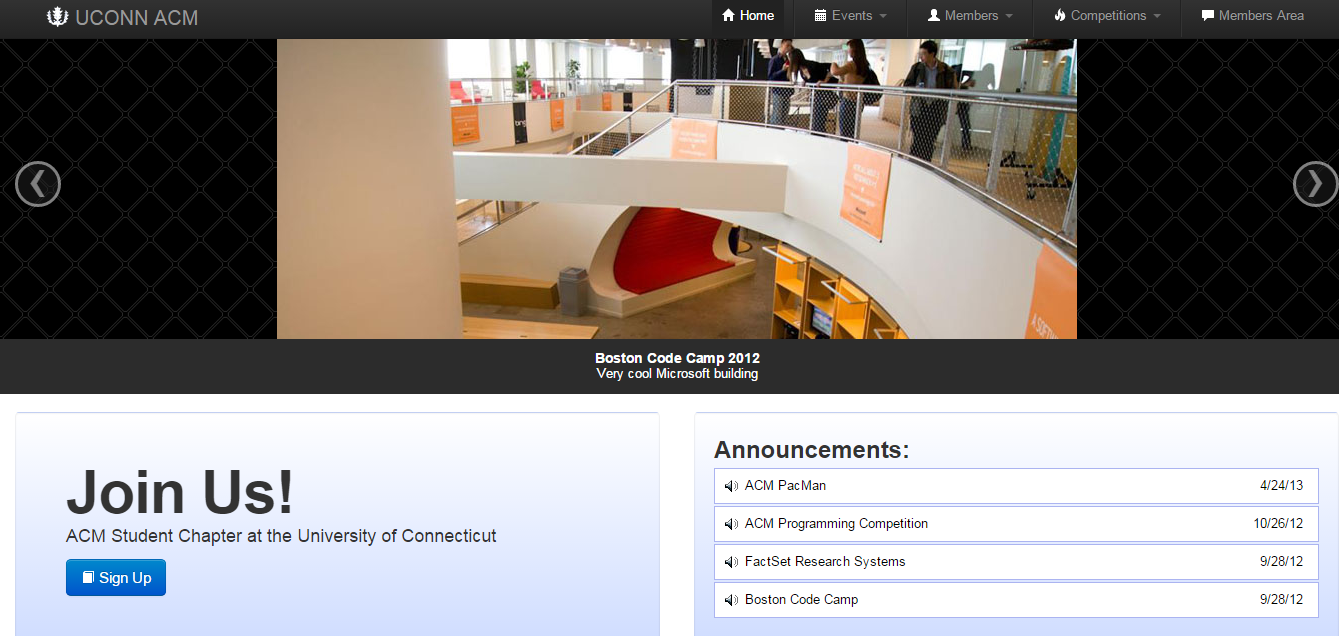 UCONN ACM
Home
Events
Members
Competitions
Members Area
Boston Code Camp 2012
Very cool Microsoft building
Join Us!
ACM Student Chapter at the University of Connecticut
Sign Up
Announcements:
ACM PacMan 4/24/13
ACM Programming Competition 10/26/12
FactSet Research Systems 9/28/12
Boston Code Camp 9/28/12